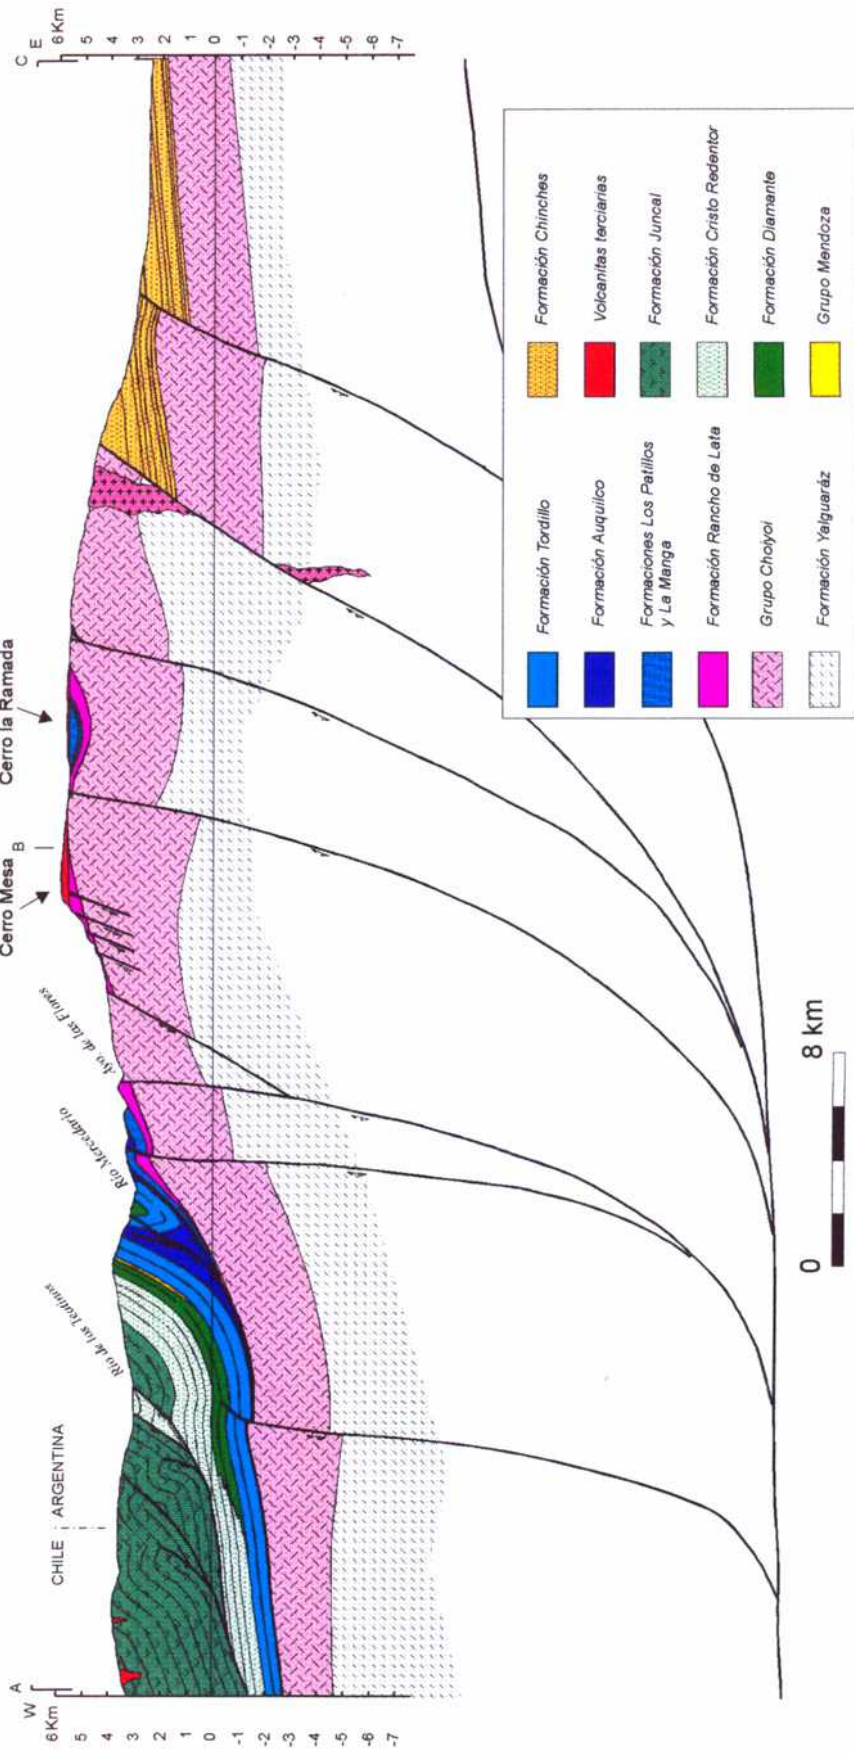 A
W
6 Km
5
4
3
2
1
0
-1
-2
-3
-4
-5
-6
-7
CHILE
ARGENTINA
Río de los Teatinos
Río Mercedario
Ayo. de las Flores
Cerro Mesa
B
Cerro la Ramada
C
E
6 Km
5
4
3
2
1
0
-1
-2
-3
-4
-5
-6
-7
0
8 km
Formación Tordillo
Formación Auquilco
Formaciones Los Patillos
y La Manga
Formación Rancho de Lata
Grupo Choiyoi
Formación Yalguaráz
Formación Chinches
Volcanitas terciarias
Formación Juncal
Formación Cristo Redentor
Formación Diamante
Grupo Mendoza